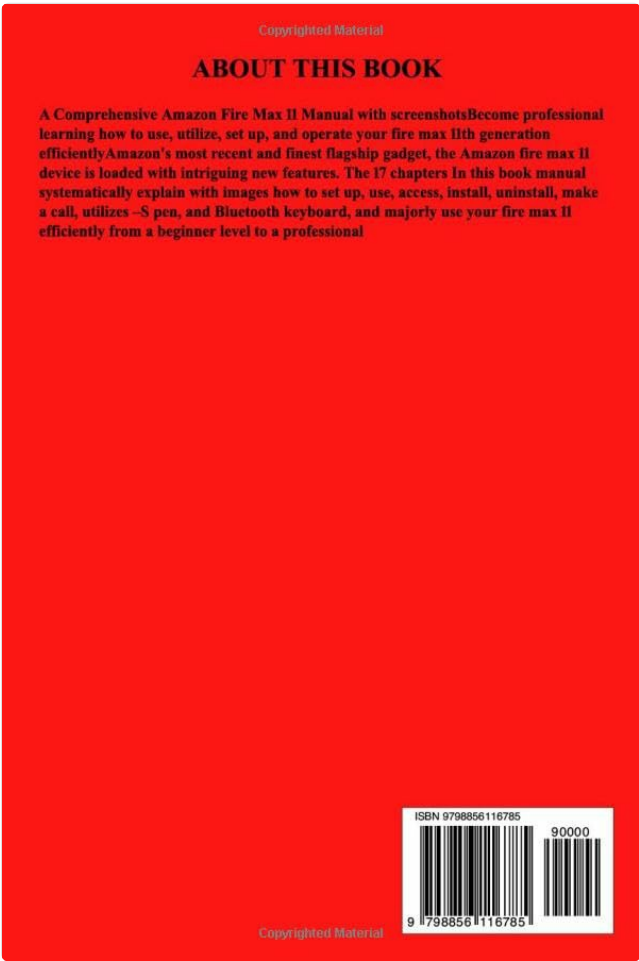 Copyrighted Material
ABOUT THIS BOOK
A Comprehensive Amazon Fire Max 11 Manual with screenshotsBecome professional
learning how to use, utilize, set up, and operate your fire max 11th generation
efficientlyAmazon's most recent and finest flagship gadget, the Amazon fire max 11
device is loaded with intriguing new features. The 17 chapters In this book manual
systematically explain with images how to set up, use, access, install, uninstall, make
a call, utilizes –S pen, and Bluetooth keyboard, and majorly use your fire max 11
efficiently from a beginner level to a professional
ISBN 9798856116785
90000
9 798856 116785
Copyrighted Material